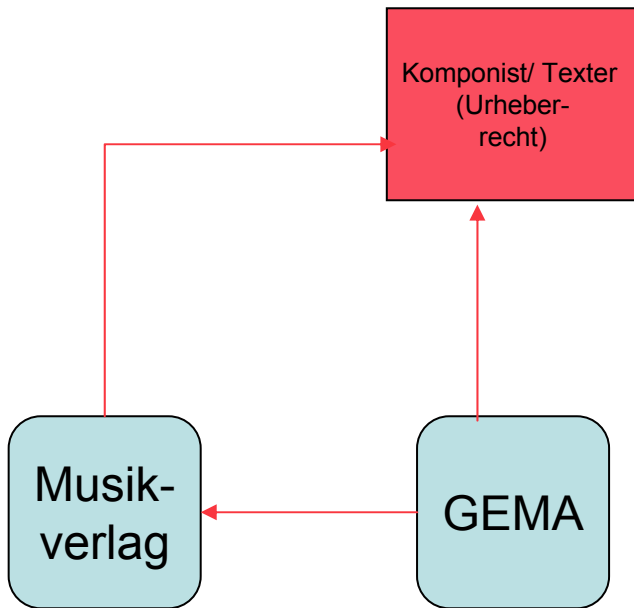 Komponist/ Texter
(Urheber-
recht)
Musik-
verlag
GEMA